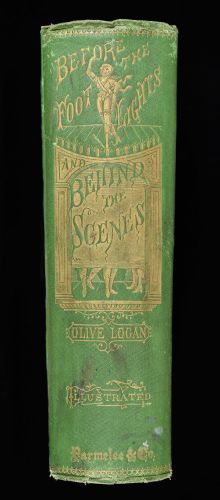 BEFORE
THE
FOOT
LIGHTS
AND
BEHIND
THE
SCENES
OLIVE LOGAN
ILLUSTRATED
Parmelee & Co.